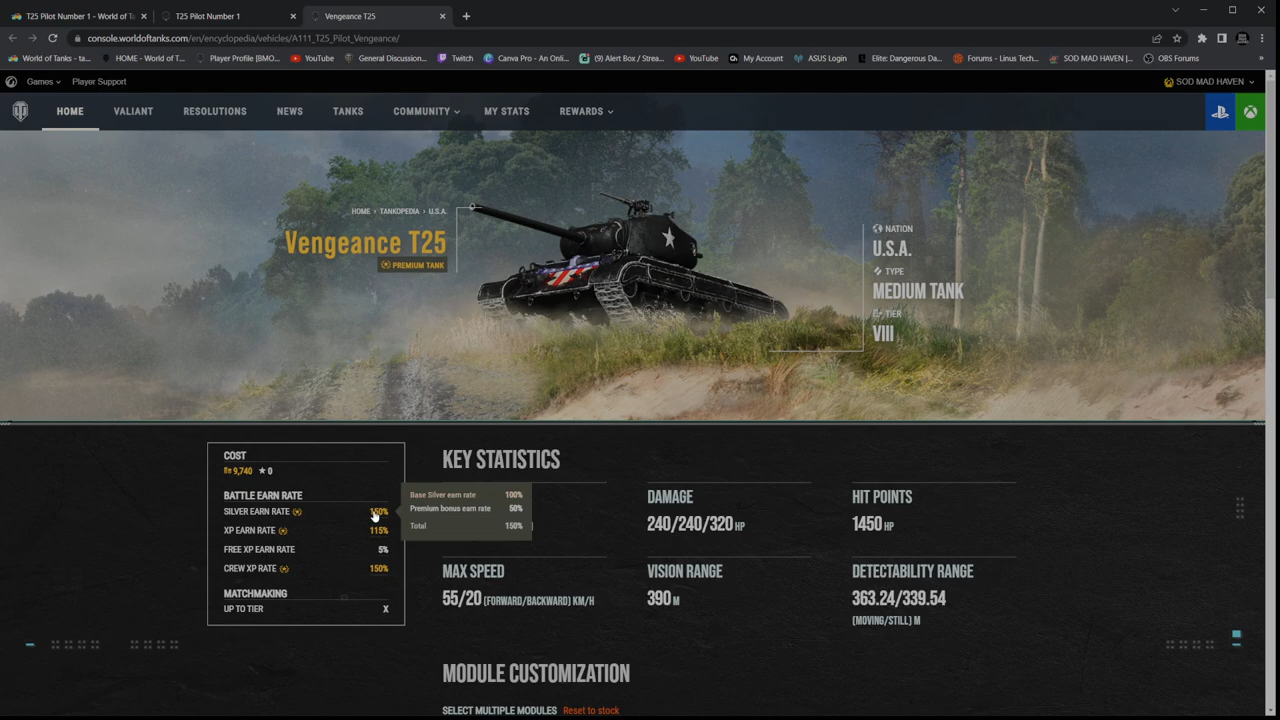 T25 Pilot Number 1 - World of Ta
T25 Pilot Number 1
Vengeance T25
console.worldoftanks.com/en/encyclopedia/vehicles/A111_T25_Pilot_Vengeance/
World of Tanks - ta...
HOME - World of T...
Player Profile [BMO...
YouTube
General Discussion...
Twitch
Canva Pro - An Onli...
(9) Alert Box / Strea...
YouTube
My Account
ASUS Login
Elite: Dangerous Da...
Forums - Linus Tech...
SOD MAD HAVEN |...
OBS Forums
»
Games
Player Support
SOD MAD HAVEN
HOME
VALIANT
RESOLUTIONS
NEWS
TANKS
COMMUNITY
MY STATS
REWARDS
HOME › TANKOPEDIA › U.S.A.
Vengeance T25
PREMIUM TANK
NATION
U.S.A.
TYPE
MEDIUM TANK
TIER
VIII
COST
9,740 ★ 0
BATTLE EARN RATE
SILVER EARN RATE 150%
XP EARN RATE 115%
FREE XP EARN RATE 5%
CREW XP RATE 150%
MATCHMAKING
UP TO TIER X
Base Silver earn rate 100%
Premium bonus earn rate 50%
Total 150%
KEY STATISTICS
DAMAGE
240/240/320 HP
HIT POINTS
1450 HP
MAX SPEED
55/20 (FORWARD/BACKWARD) KM/H
VISION RANGE
390 M
DETECTABILITY RANGE
363.24/339.54
(MOVING/STILL) M
MODULE CUSTOMIZATION
SELECT MULTIPLE MODULES Reset to stock